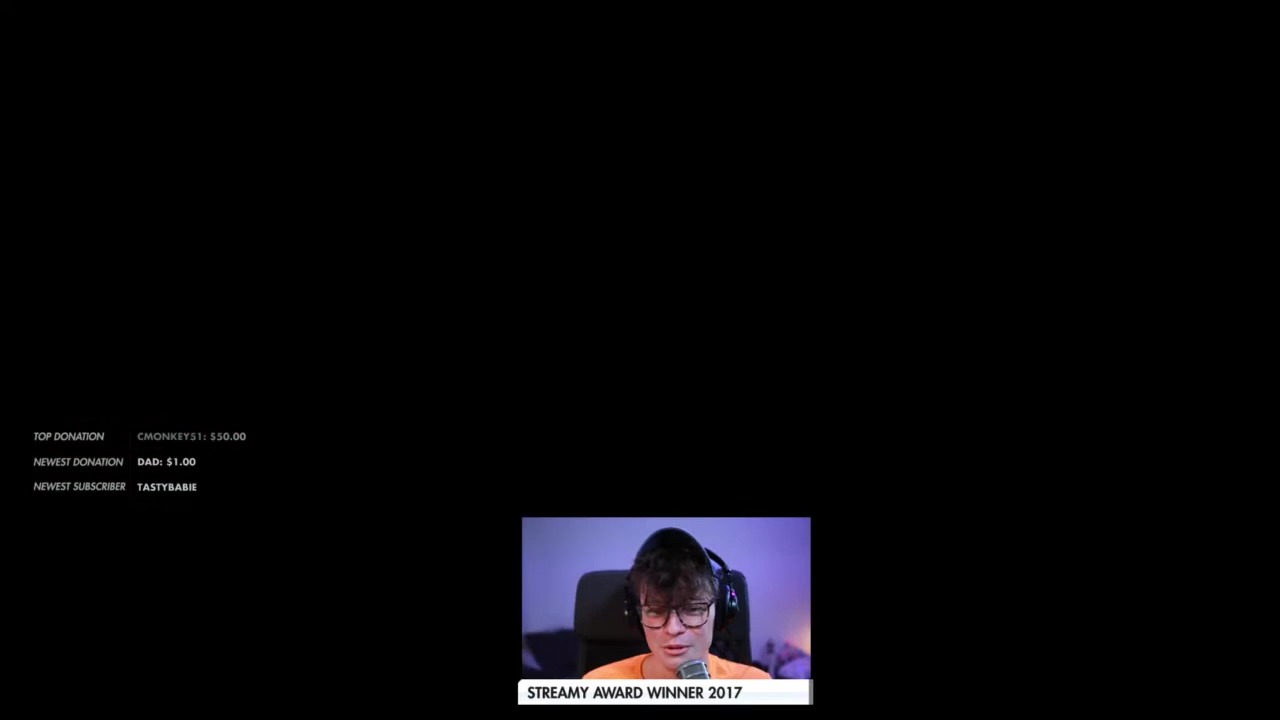 TOP DONATION CMONKEY51: $50.00
NEWEST DONATION DAD: $1.00
NEWEST SUBSCRIBER TASTYBABIE
STREAMY AWARD WINNER 2017